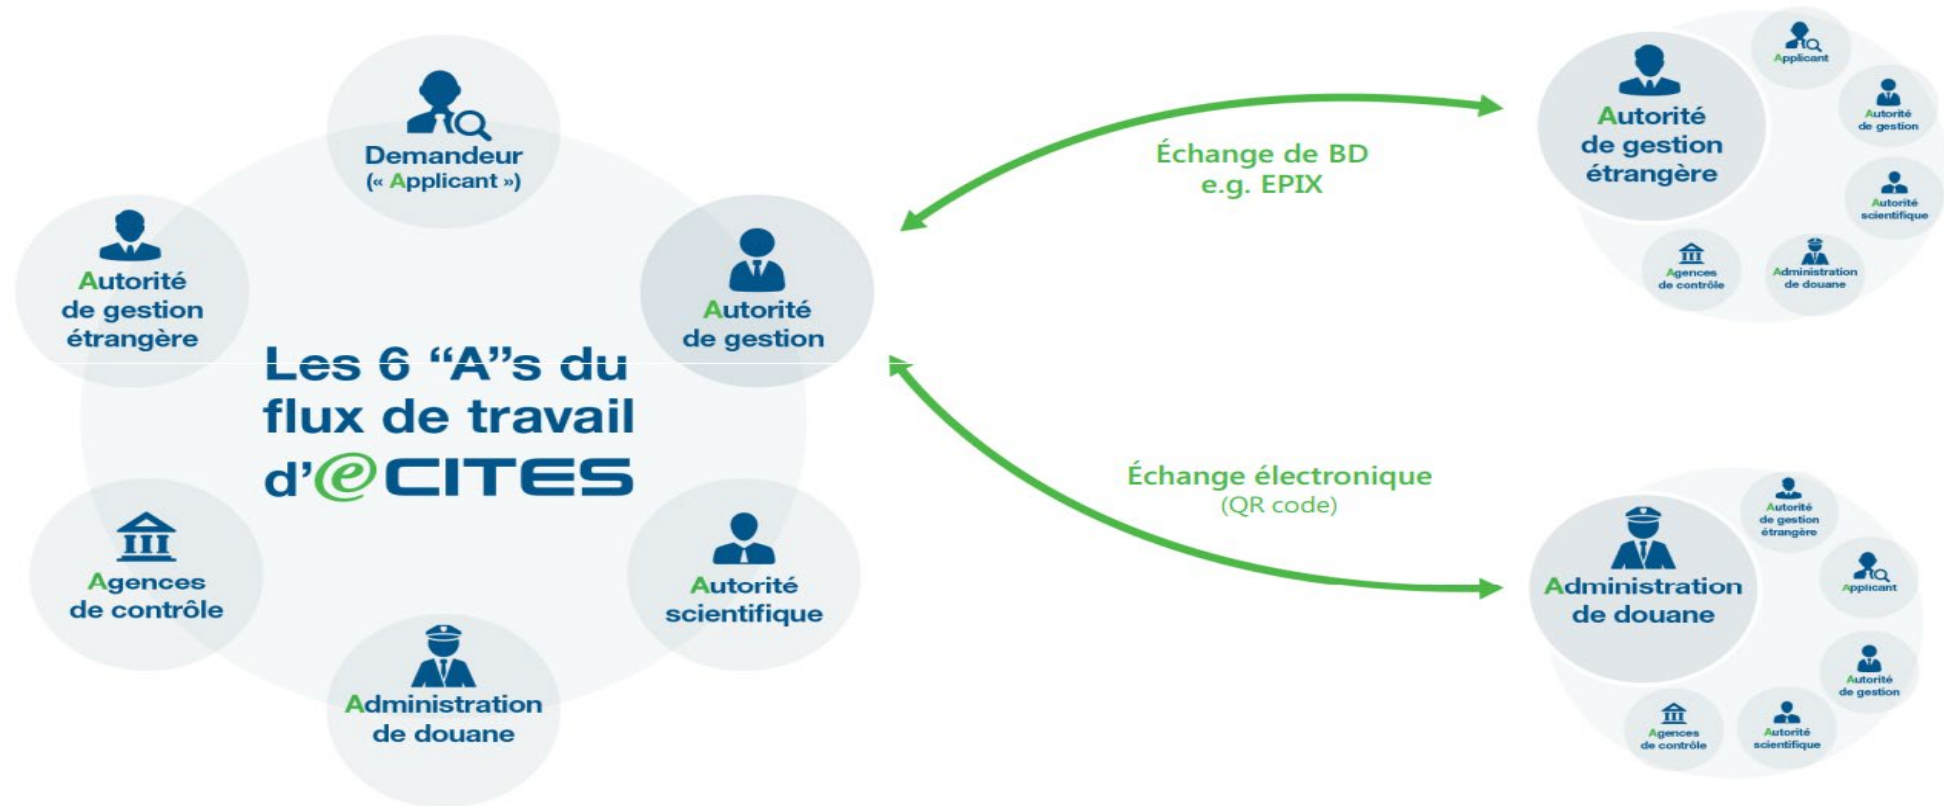 Demandeur
(« Applicant »)
Autorité
de gestion
étrangère
Autorité
de gestion
Les 6 “A”s du
flux de travail
d’eCITES
Agences
de contrôle
Autorité
scientifique
Administration
de douane
Échange de BD
e.g. EPIX
Échange électronique
(QR code)
Autorité
de gestion
étrangère
Applicant
Autorité
de gestion
Autorité
scientifique
Administration
de douane
Agences
de contrôle
Administration
de douane
Autorité
de gestion
étrangère
Applicant
Autorité
de gestion
Autorité
scientifique
Agences
de contrôle